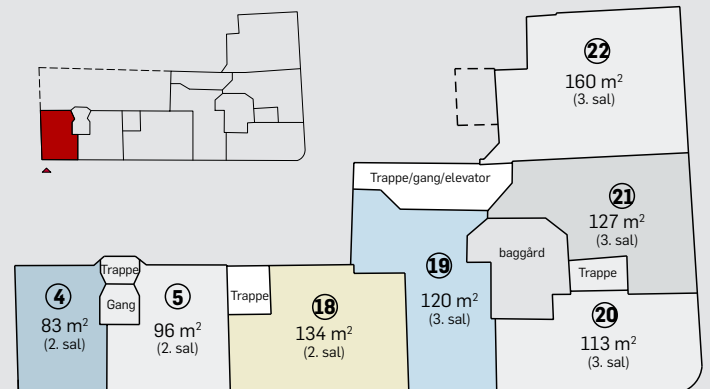 22
160 m²
(3. sal)
Trappe/gang/elevator
21
127 m²
(3. sal)
baggård
Trappe
19
120 m²
(3. sal)
20
113 m²
(3. sal)
Trappe
Gang
4
83 m²
(2. sal)
5
96 m²
(2. sal)
Trappe
18
134 m²
(2. sal)